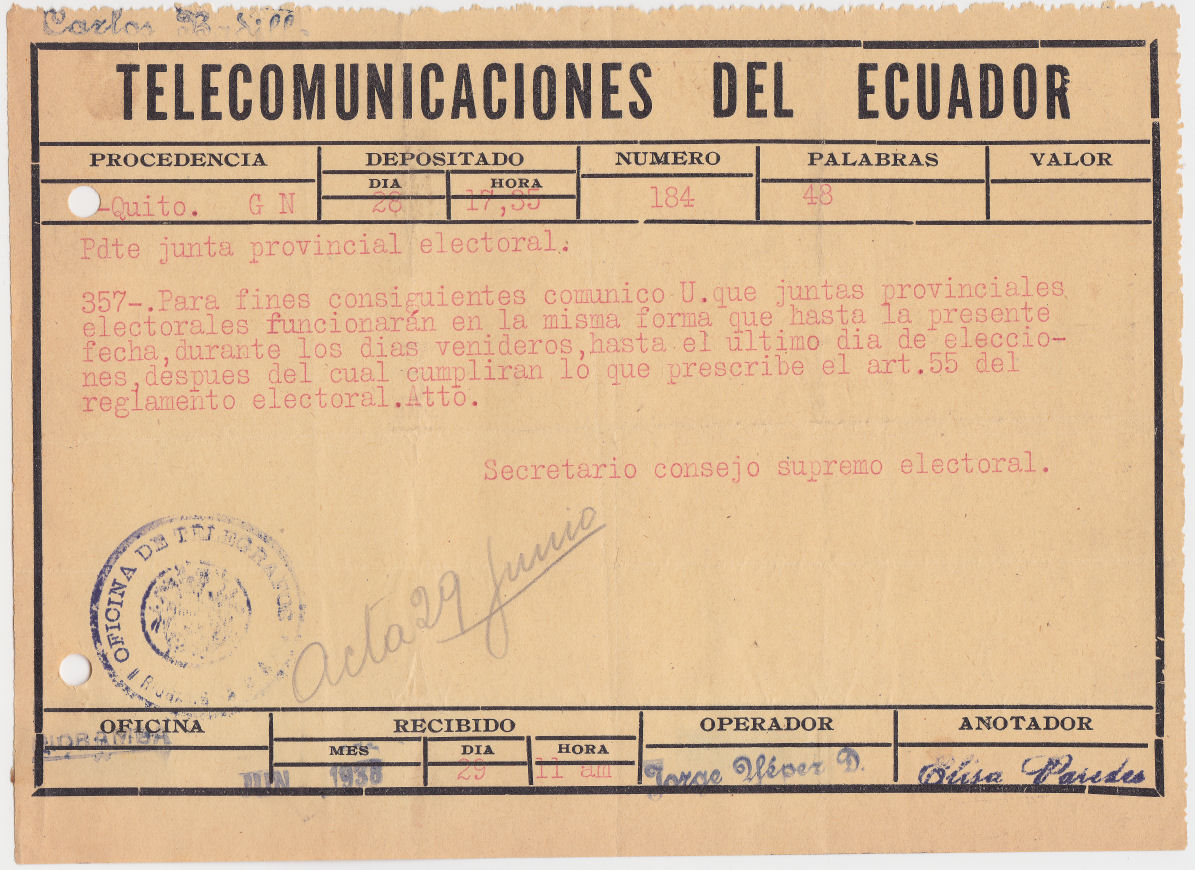 Carlos
TELECOMUNICACIONES DEL ECUADOR
PROCEDENCIA DEPOSITADO NUMERO PALABRAS VALOR
DIA HORA
-Quito. G N 28 17,35 184 48
Pdte junta provincial electoral.
357-.Para fines consiguientes comunico U.que juntas provinciales
electorales funcionarán en la misma forma que hasta la presente
fecha,durante los dias venideros,hasta el ultimo dia de eleccio-
nes,despues del cual cumpliran lo que prescribe el art.55 del
reglamento electoral.Atto.
Secretario consejo supremo electoral.
OFICINA DE TELEGRAFOS
Acta 29 Junio
OFICINA RECIBIDO OPERADOR ANOTADOR
MES DIA HORA
JUN 1938 29 11 am Jorge D. Elisa Paredes